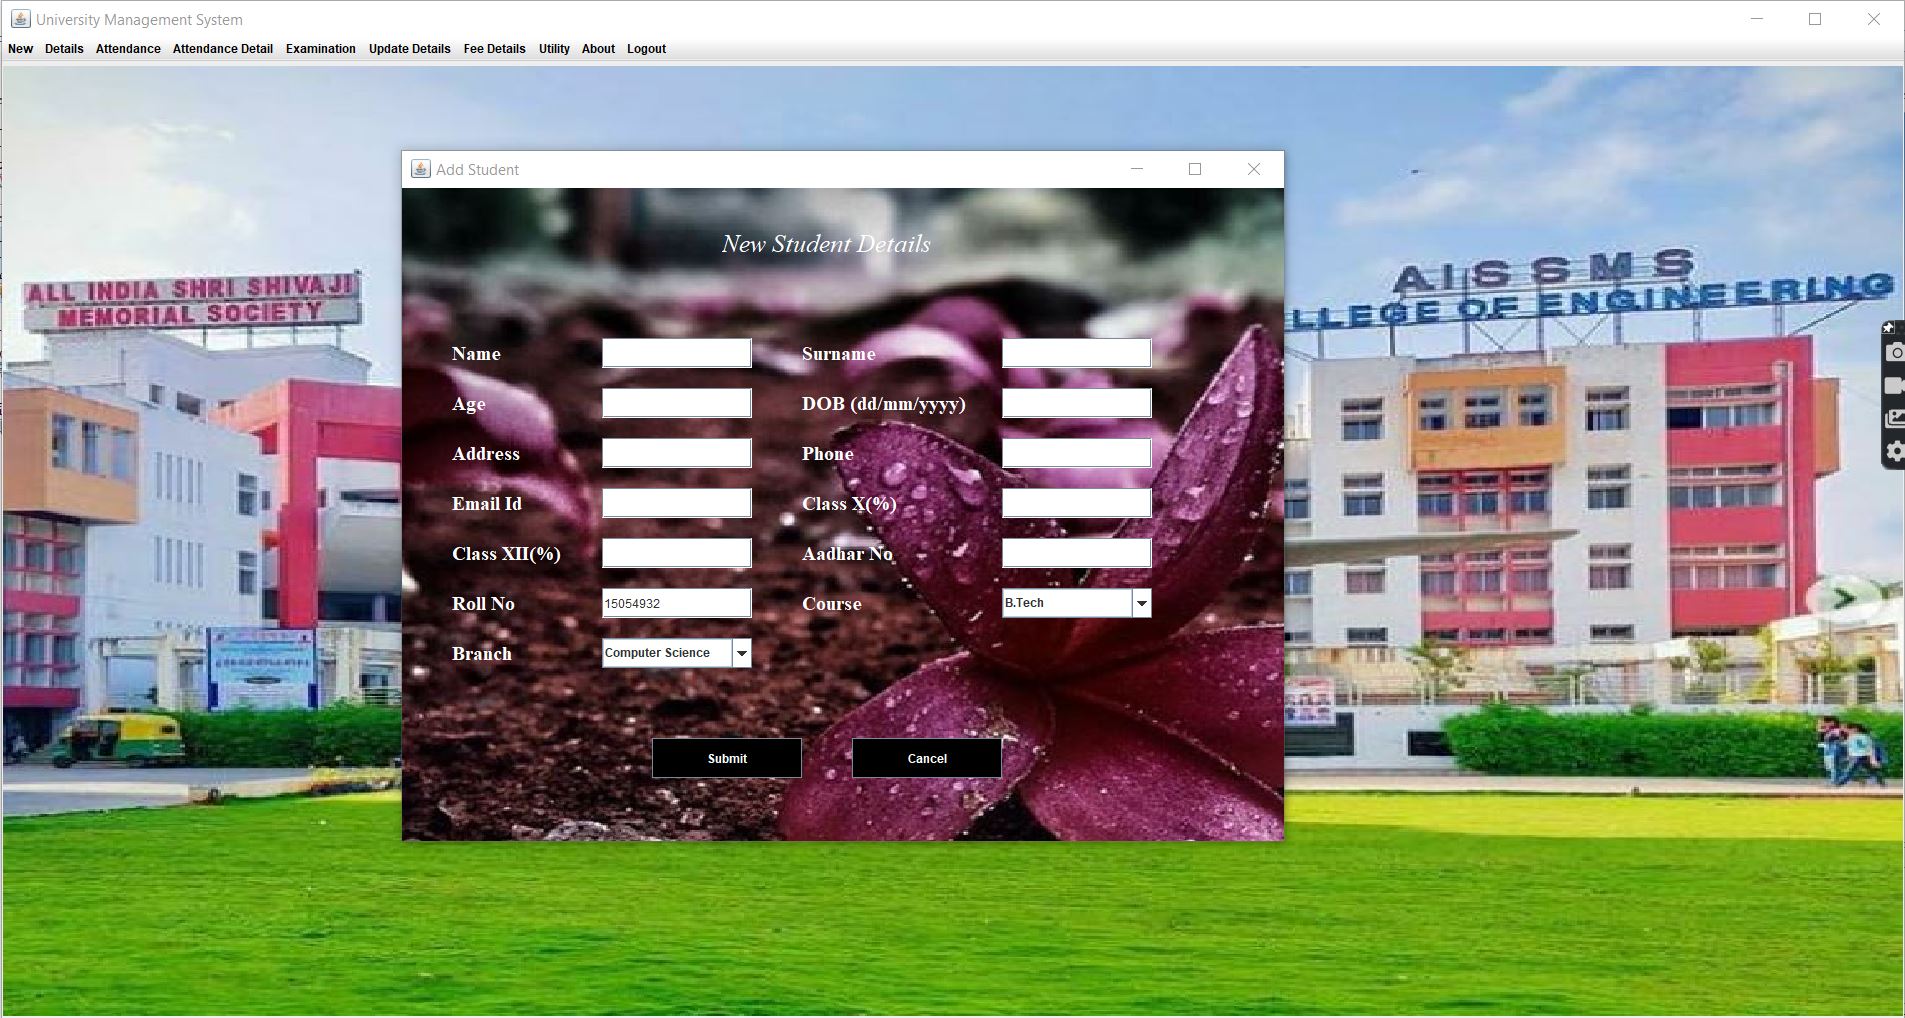 University Management System
New Details Attendance Attendance Detail Examination Update Details Fee Details Utility About Logout
ALL INDIA SHRI SHIVAJI
MEMORIAL SOCIETY
AISSMS
LLEGE OF ENGINEERING
Add Student
New Student Details
Name Surname
Age DOB (dd/mm/yyyy)
Address Phone
Email Id Class X(%)
Class XII(%) Aadhar No
Roll No 15054932 Course B.Tech
Branch Computer Science
Submit Cancel